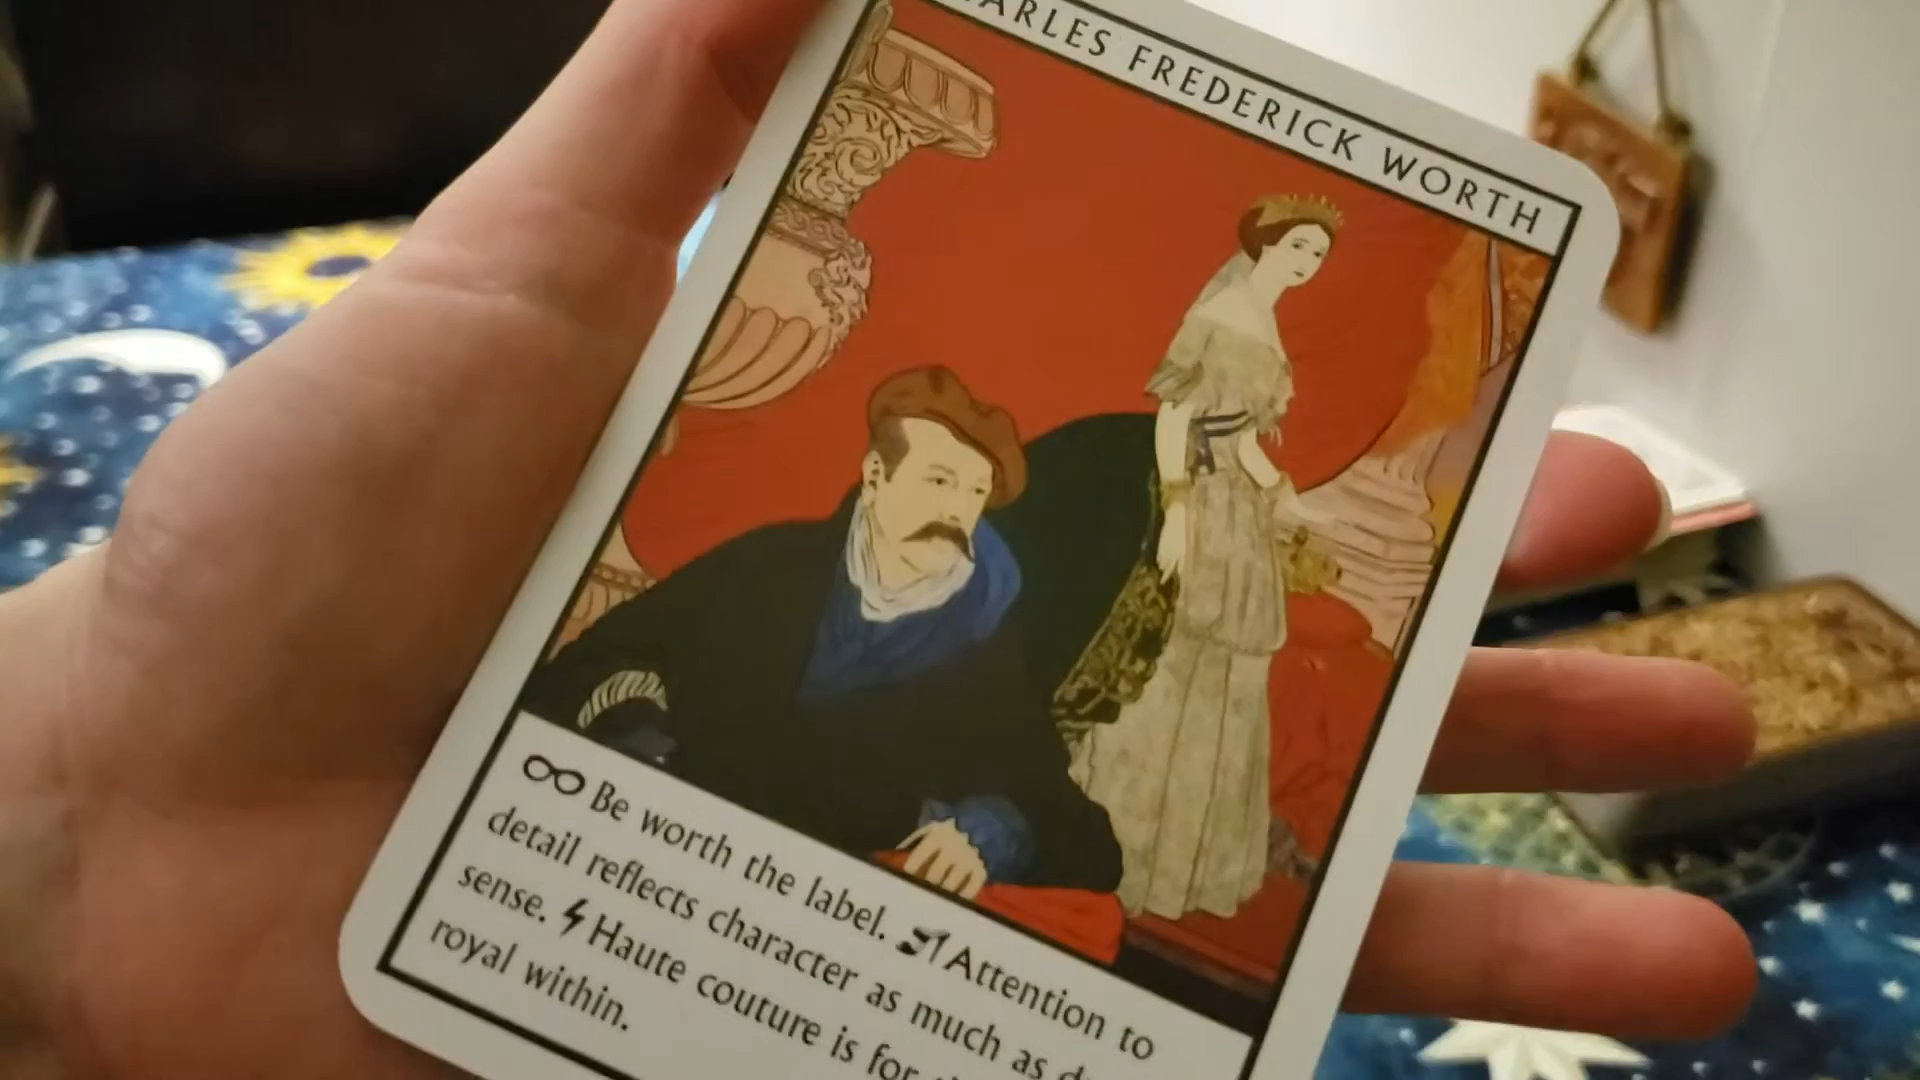 CHARLES FREDERICK WORTH
Be worth the label. Attention to
detail reflects character as much as
sense. Haute couture is for
royal within.